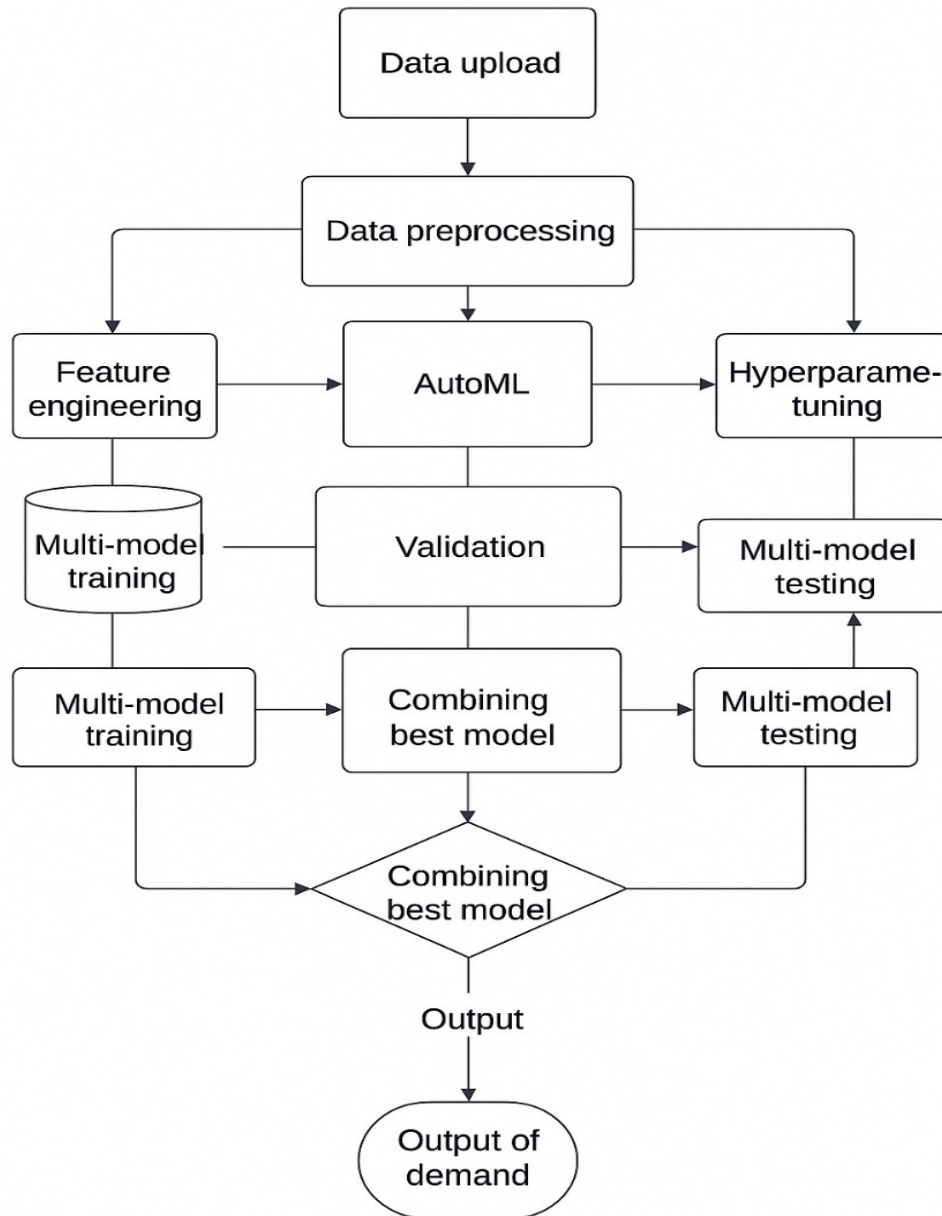 Data upload
Data preprocessing
Feature
engineering
AutoML
Hyperparame-
tuning
Multi-model
training
Validation
Multi-model
testing
Multi-model
training
Combining
best model
Multi-model
testing
Combining
best model
Output
Output of
demand